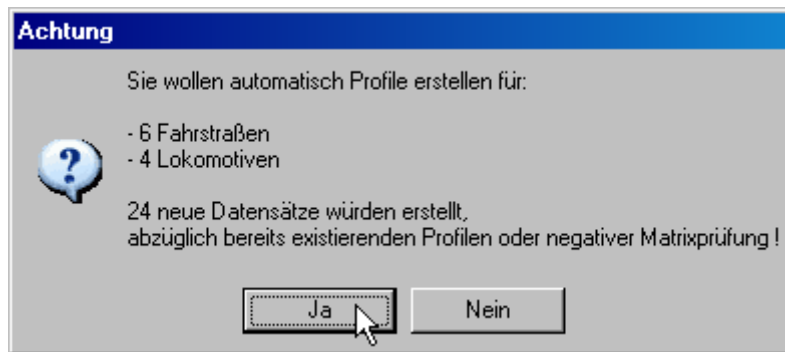 Achtung
Sie wollen automatisch Profile erstellen für:
- 6 Fahrstraßen
- 4 Lokomotiven
24 neue Datensätze würden erstellt,
abzüglich bereits existierenden Profilen oder negativer Matrixprüfung !
Ja
Nein